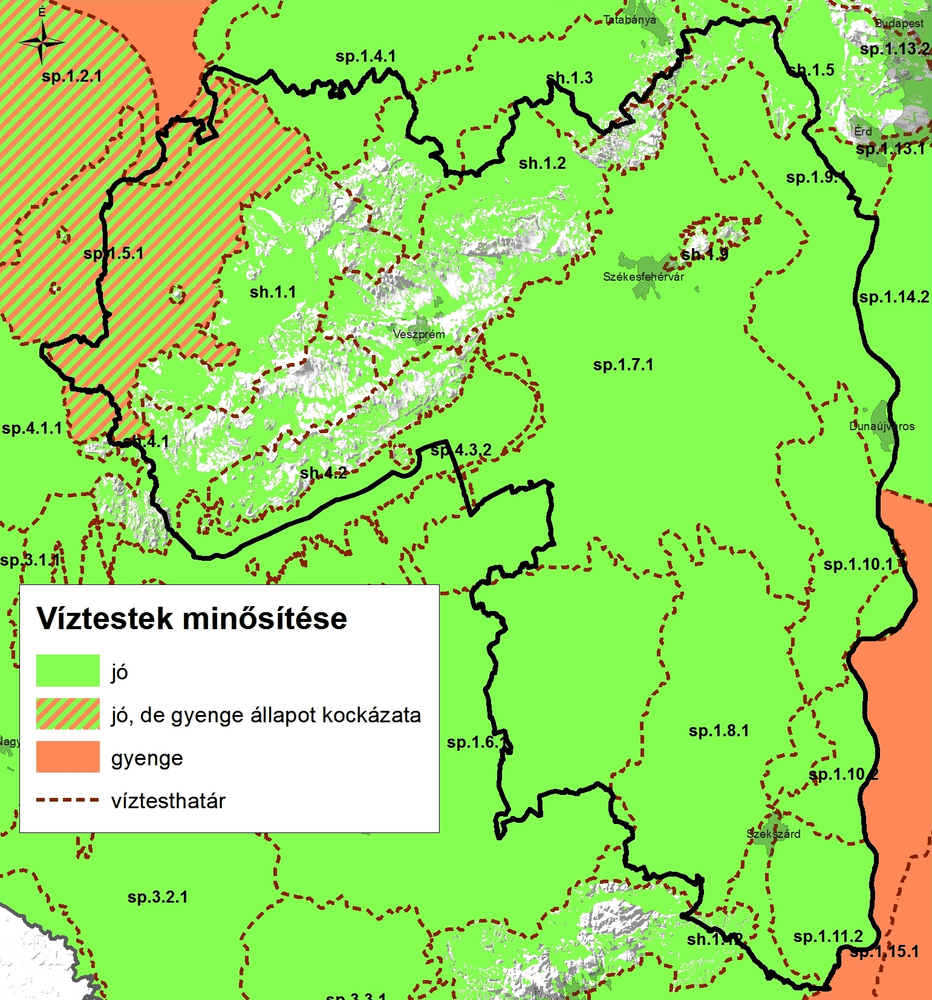 É
Tatabánya
Budapest
sp.1.13.2
sp.1.4.1
sp.1.2.1
sh.1.3
sh.1.5
Érd
sp.1.13.1
sh.1.2
sp.1.9.1
sp.1.5.1
sh.1.9
Székesfehérvár
sh.1.1
sp.1.14.2
Veszprém
sp.1.7.1
sp.4.1.1
sh.4.1
Dunaújváros
sp.4.3.2
sh.4.2
sp.3.1.1
sp.1.10.1
Víztestek minősítése
jó
jó, de gyenge állapot kockázata
gyenge
víztesthatár
sp.1.8.1
Nagy
sp.1.6.1
sp.1.10.2
Szekszárd
sp.3.2.1
sh.1.12
sp.1.11.2
sp.1.15.1
sp.3.3.1